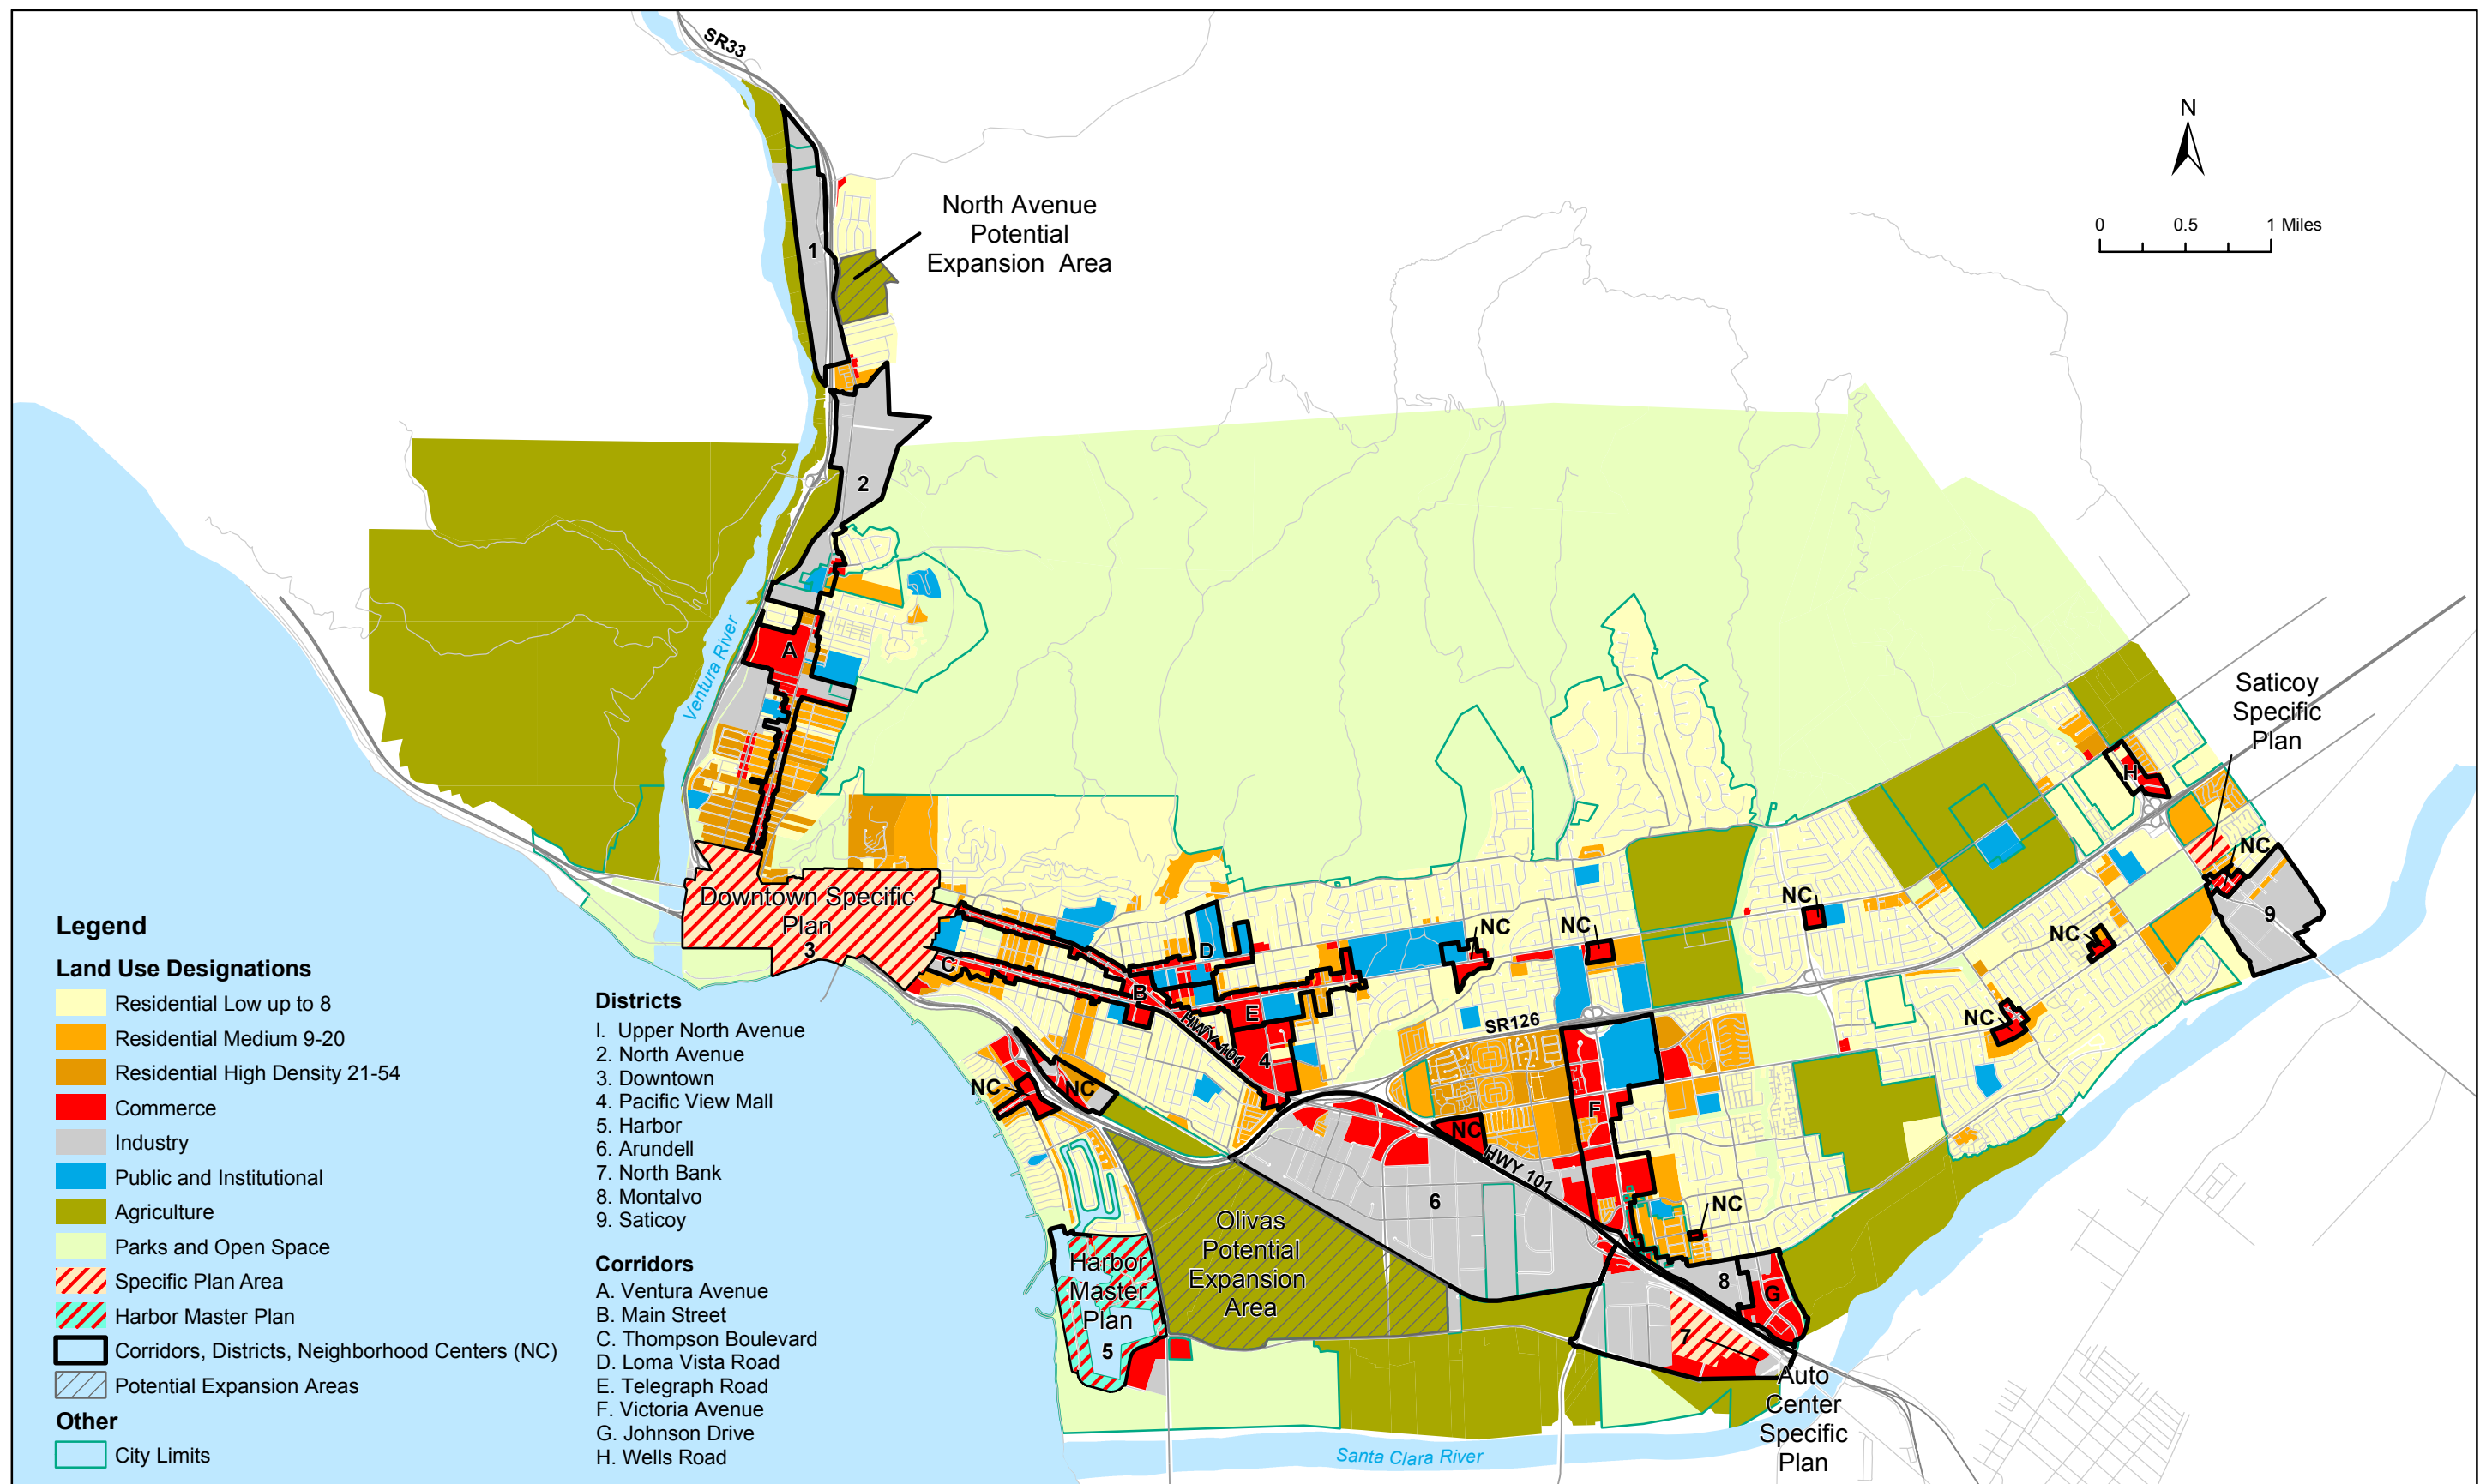 SR33
N
0 0.5 1 Miles
North Avenue
Potential
Expansion Area
1
2
Ventura River
A
Saticoy
Specific
Plan
H
NC
9
NC
NC
NC
NC
NC
D
B
E
HWY 101
4
SR126
Downtown Specific
Plan
3
C
NC
NC
F
NC
HWY 101
6
NC
Olivas
Potential
Expansion
Area
Harbor
Master
Plan
5
8
G
7
Auto
Center
Specific
Plan
Santa Clara River
Legend
Land Use Designations
Residential Low up to 8
Residential Medium 9-20
Residential High Density 21-54
Commerce
Industry
Public and Institutional
Agriculture
Parks and Open Space
Specific Plan Area
Harbor Master Plan
Corridors, Districts, Neighborhood Centers (NC)
Potential Expansion Areas
Other
City Limits
Districts
I. Upper North Avenue
2. North Avenue
3. Downtown
4. Pacific View Mall
5. Harbor
6. Arundell
7. North Bank
8. Montalvo
9. Saticoy
Corridors
A. Ventura Avenue
B. Main Street
C. Thompson Boulevard
D. Loma Vista Road
E. Telegraph Road
F. Victoria Avenue
G. Johnson Drive
H. Wells Road